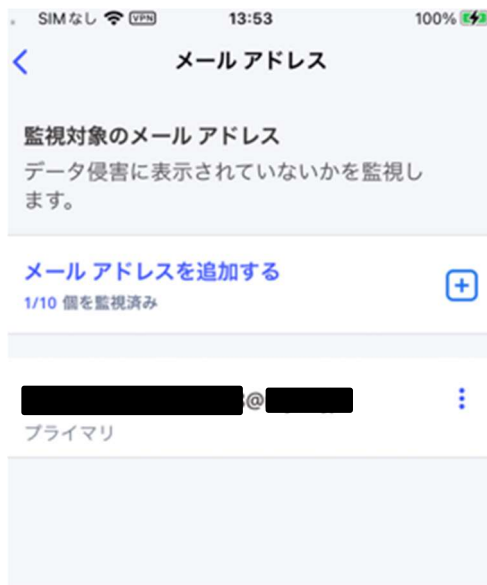 SIMなし VPN 13:53 100%
メール アドレス
監視対象のメール アドレス
データ侵害に表示されていないかを監視し
ます。
メール アドレスを追加する
1/10 個を監視済み
@
プライマリ